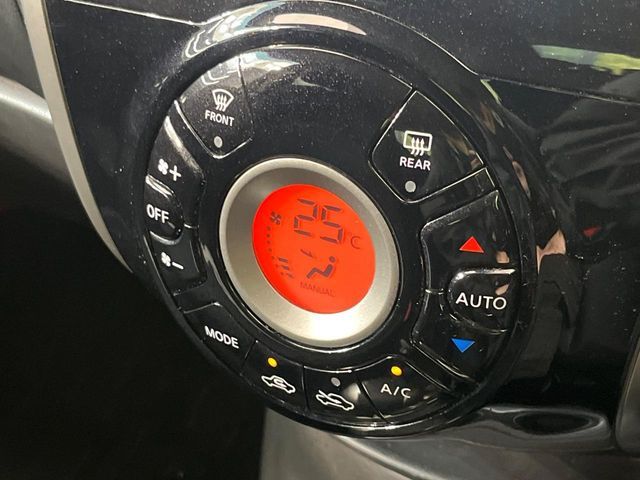 FRONT
REAR
+
OFF
-
25°C
MANUAL
AUTO
MODE
A/C